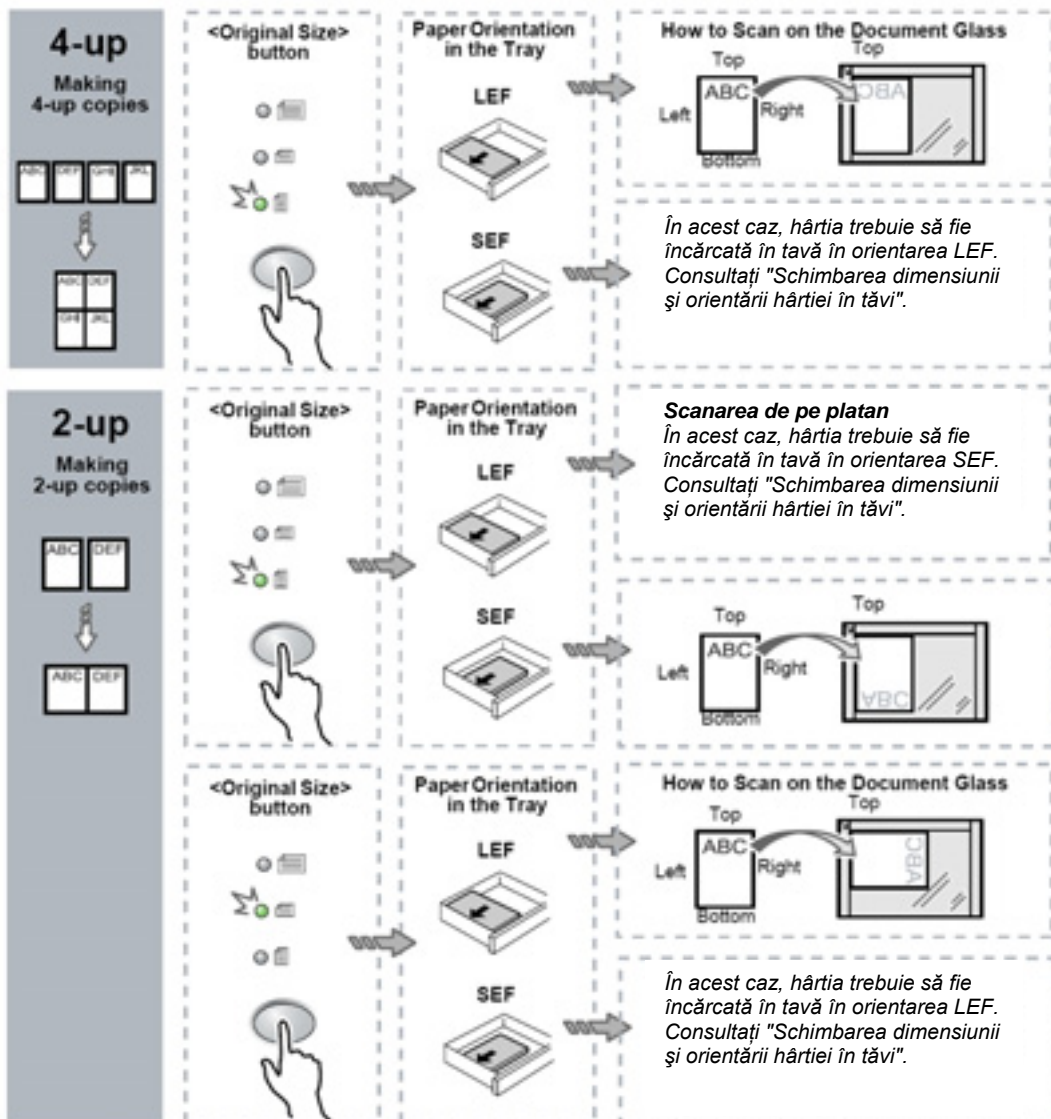 4-up
Making
4-up copies
ABC DEF GHI JKL
ABC DEF
GHI JKL
<Original Size>
button
Paper Orientation
in the Tray
LEF
SEF
How to Scan on the Document Glass
Top
Top
ABC
ABC
Left
Right
Bottom
În acest caz, hârtia trebuie să fie
încărcată în tavă în orientarea LEF.
Consultați "Schimbarea dimensiunii
şi orientării hârtiei în tăvi".
2-up
Making
2-up copies
ABC DEF
ABC DEF
<Original Size>
button
Paper Orientation
in the Tray
LEF
SEF
Scanarea de pe platan
În acest caz, hârtia trebuie să fie
încărcată în tavă în orientarea SEF.
Consultați "Schimbarea dimensiunii
şi orientării hârtiei în tăvi".
Top
Top
ABC
Left
Right
ABC
Bottom
<Original Size>
button
Paper Orientation
in the Tray
LEF
SEF
How to Scan on the Document Glass
Top
Top
ABC
ABC
Left
Right
Bottom
În acest caz, hârtia trebuie să fie
încărcată în tavă în orientarea LEF.
Consultați "Schimbarea dimensiunii
şi orientării hârtiei în tăvi".